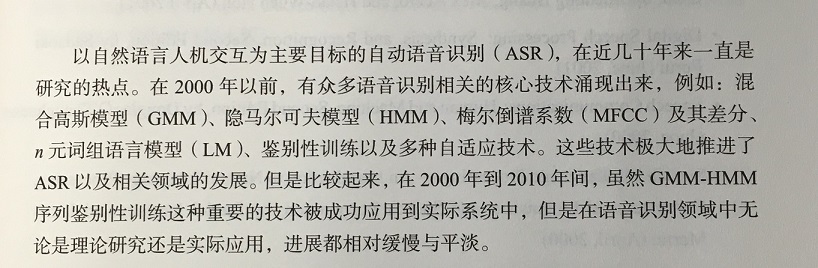 以自然语言人机交互为主要目标的自动语音识别（ASR），在近几十年来一直是
研究的热点。在 2000 年以前，有众多语音识别相关的核心技术涌现出来，例如：混
合高斯模型（GMM）、隐马尔可夫模型（HMM）、梅尔倒谱系数（MFCC）及其差分、
n 元词组语言模型（LM）、鉴别性训练以及多种自适应技术。这些技术极大地推进了
ASR 以及相关领域的发展。但是比较起来，在 2000 年到 2010 年间，虽然 GMM-HMM
序列鉴别性训练这种重要的技术被成功应用到实际系统中，但是在语音识别领域中无
论是理论研究还是实际应用，进展都相对缓慢与平淡。